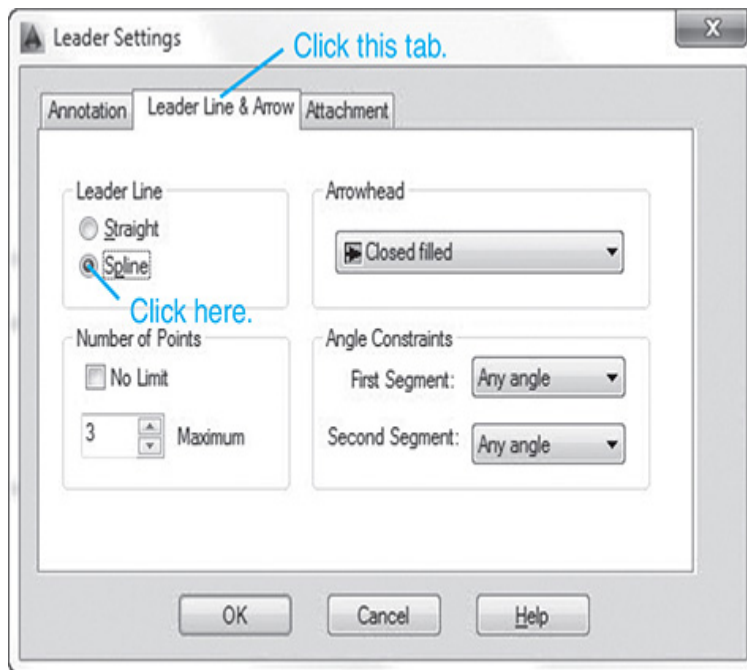 Leader Settings
X
Click this tab.
Annotation
Leader Line & Arrow
Attachment
Leader Line
Straight
Spline
Click here.
Arrowhead
Closed filled
Number of Points
No Limit
3
Maximum
Angle Constraints
First Segment:
Any angle
Second Segment:
Any angle
OK
Cancel
Help